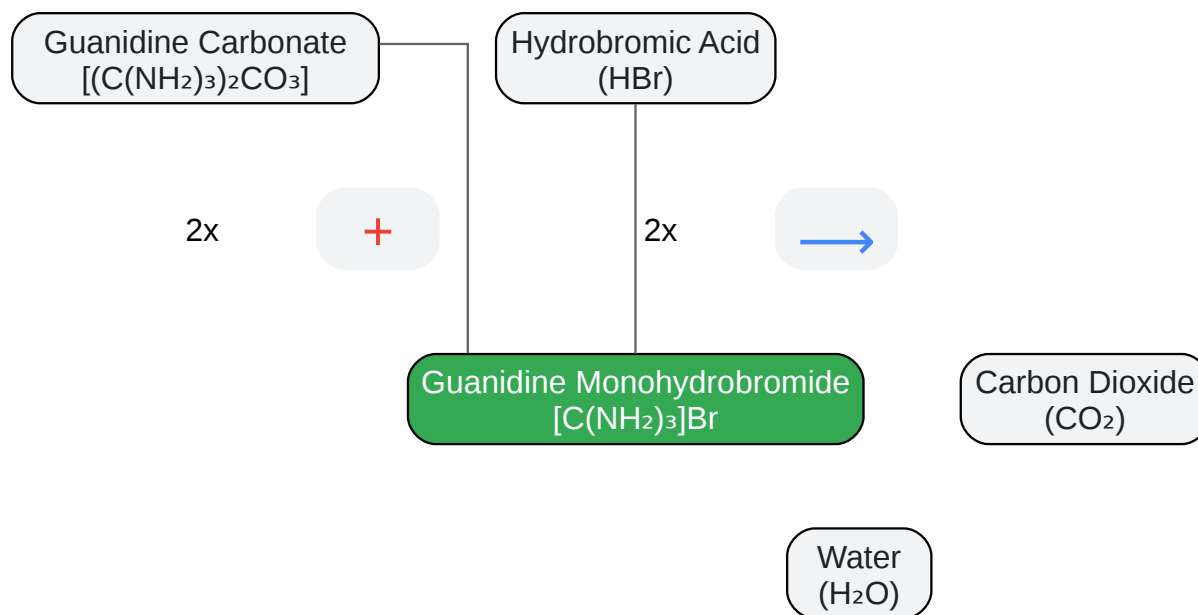 Guanidine Carbonate
[(C(NH₂)₃)₂CO₃]
Hydrobromic Acid
(HBr)
2x
+
2x
⟶
Guanidine Monohydrobromide
[C(NH₂)₃]Br
Carbon Dioxide
(CO₂)
Water
(H₂O)